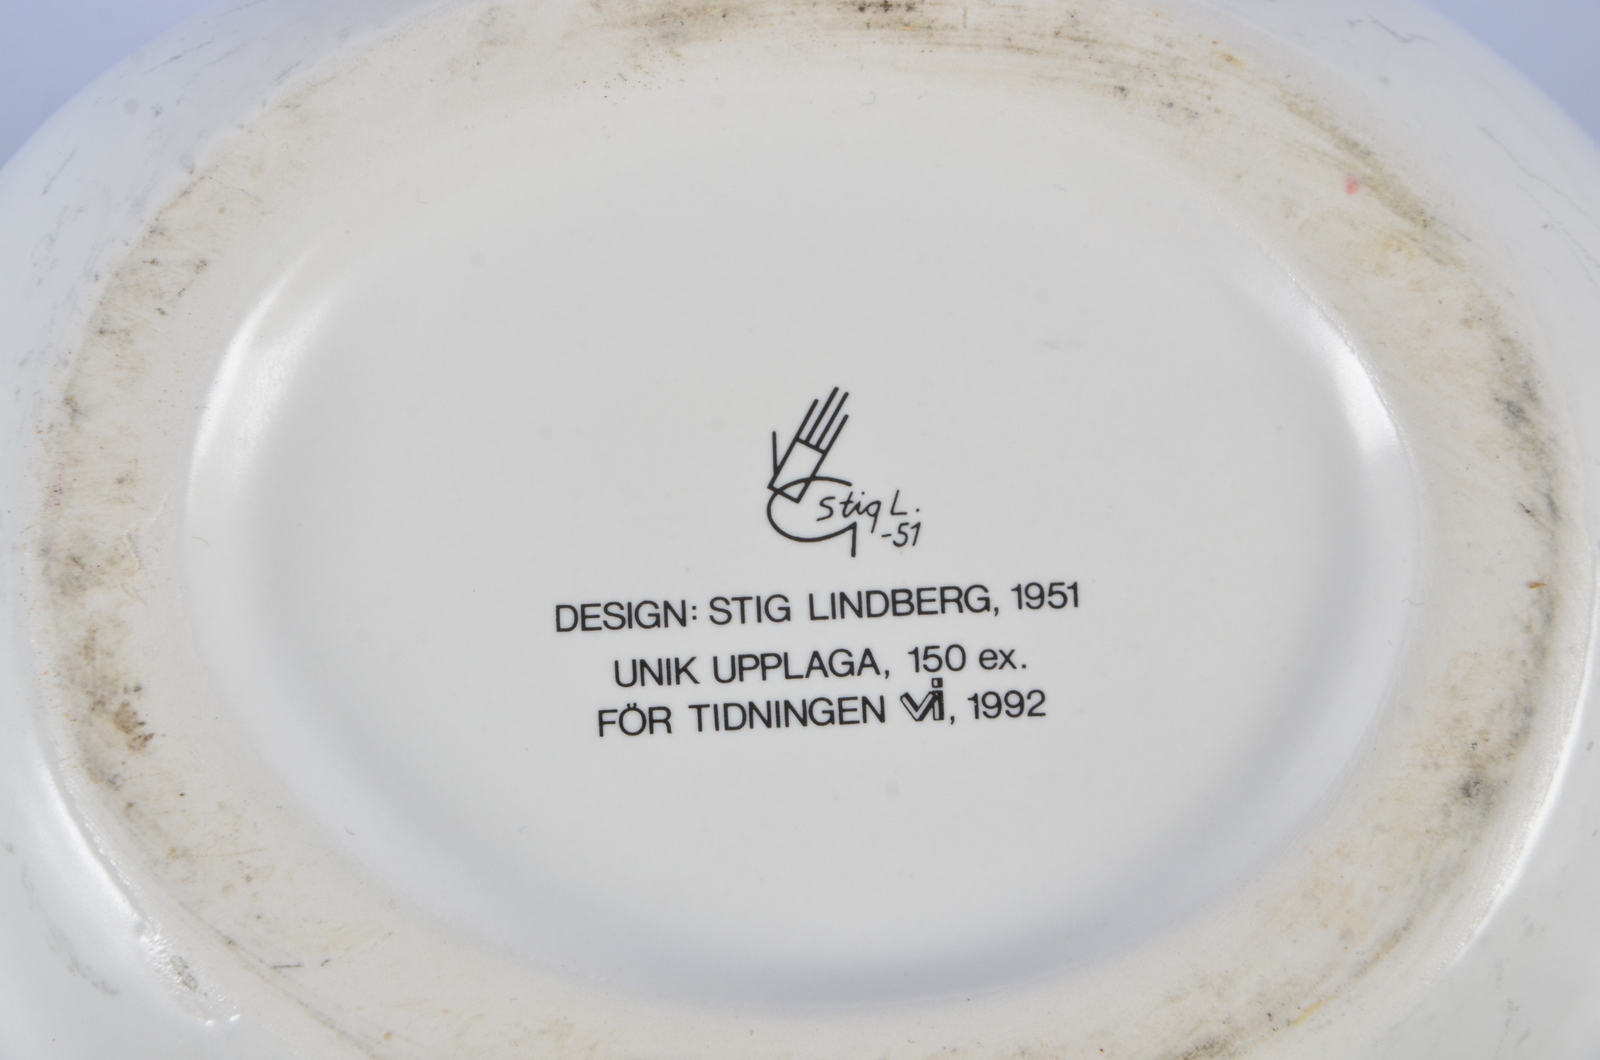 Stig L.
-51
DESIGN: STIG LINDBERG, 1951
UNIK UPPLAGA, 150 ex.
FÖR TIDNINGEN vi, 1992